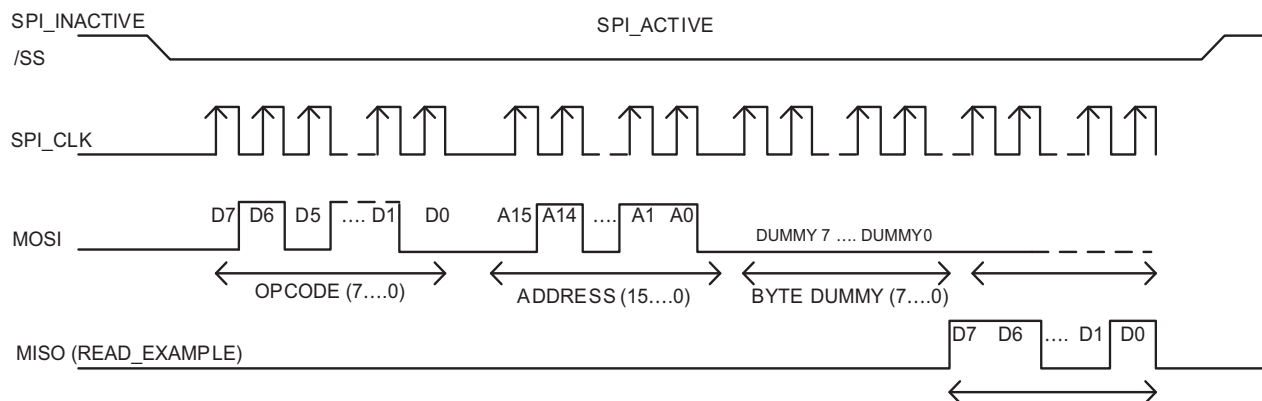 SPI_INACTIVE
SPI_ACTIVE
/SS
SPI_CLK
D7 D6 D5 .... D1 D0 A15 A14 .... A1 A0
MOSI
DUMMY 7 .... DUMMY0
OPCODE (7....0) ADDRESS (15....0) BYTE DUMMY (7....0)
D7 D6 .... D1 D0
MISO (READ_EXAMPLE)